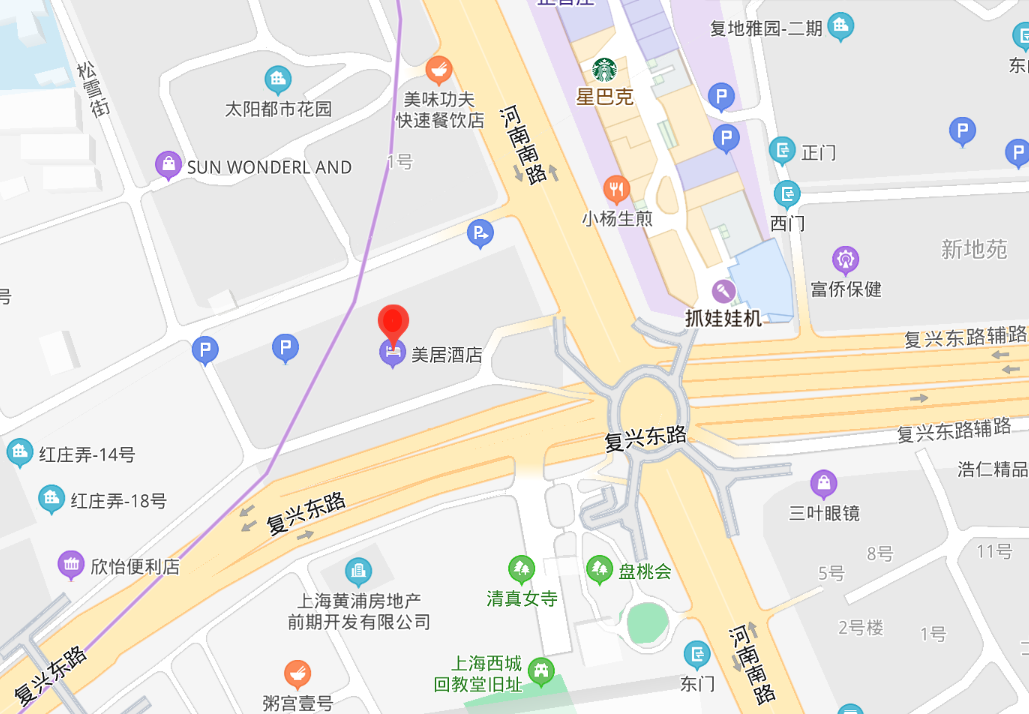 复地雅园-二期
松雪街
太阳都市花园
美味功夫
快速餐饮店
星巴克
河南南路
SUN WONDERLAND
1号
正门
小杨生煎
西门
新地苑
富侨保健
抓娃娃机
号
美居酒店
复兴东路辅路
复兴东路
复兴东路辅路
红庄弄-14号
浩仁精品
红庄弄-18号
复兴东路
三叶眼镜
8号
11号
欣怡便利店
5号
盘桃会
清真女寺
上海黄浦房地产
前期开发有限公司
2号楼
1号
河南南路
复兴东路
上海西城
回教堂旧址
东门
粥宫壹号